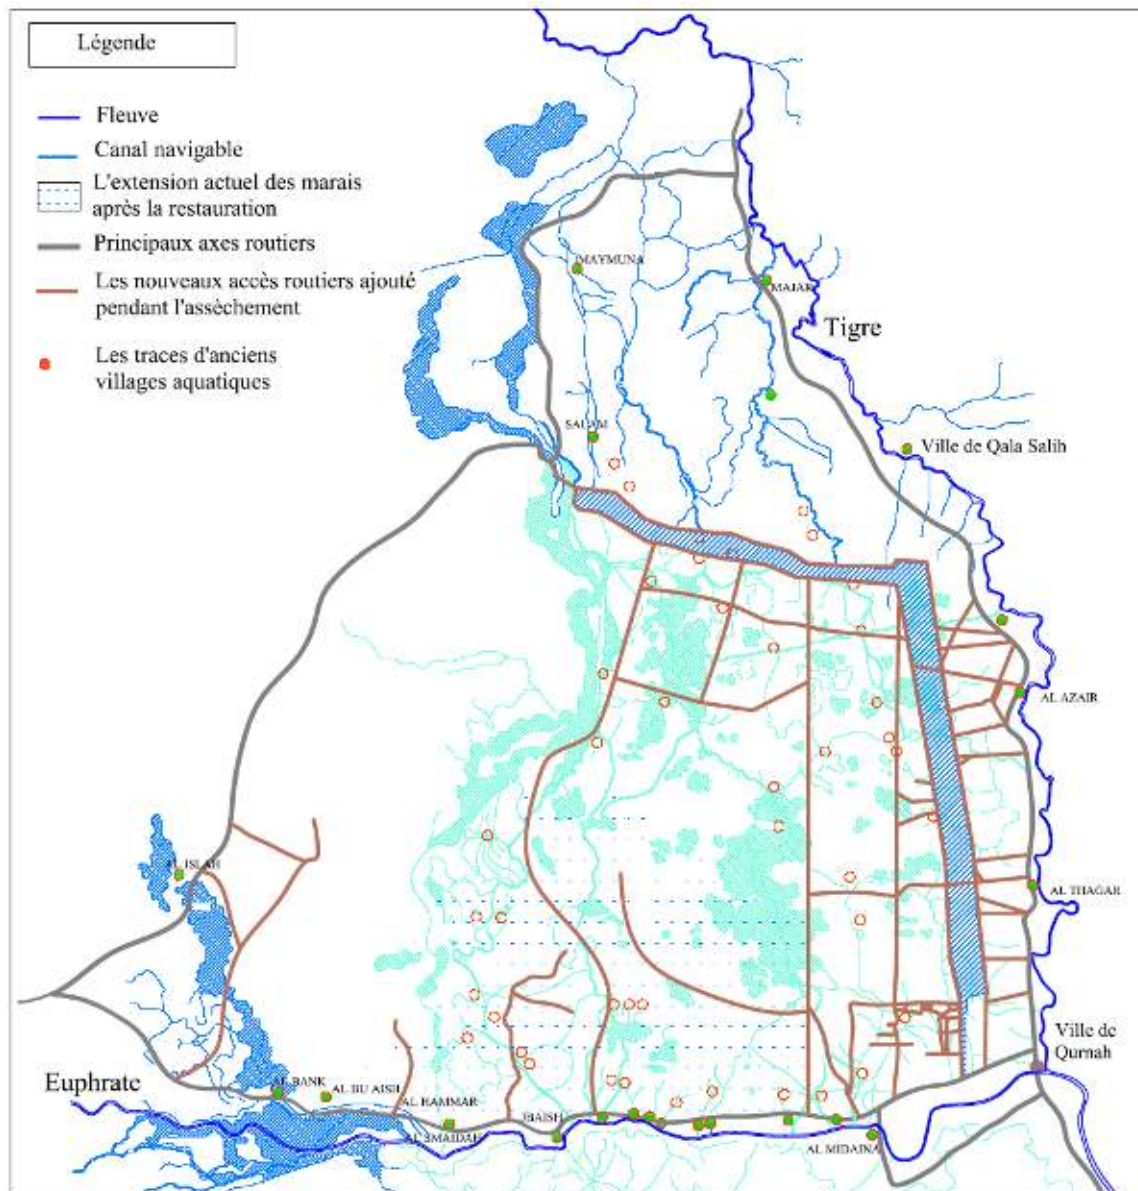 Légende
Fleuve
Canal navigable
L'extension actuel des marais
après la restauration
Principaux axes routiers
Les nouveaux accès routiers ajouté
pendant l'assèchement
Les traces d'anciens
villages aquatiques
MAYMUNA
MAJAR
Tigre
SALAM
Ville de Qala Salih
AL AZAIR
AL ISLAH
AL THAGAR
Ville de
Qurnah
Euphrate
AL BANK
AL BU AISH
AL HAMMAR
AL SMAIDAH
BAISH
AL MIDAINA